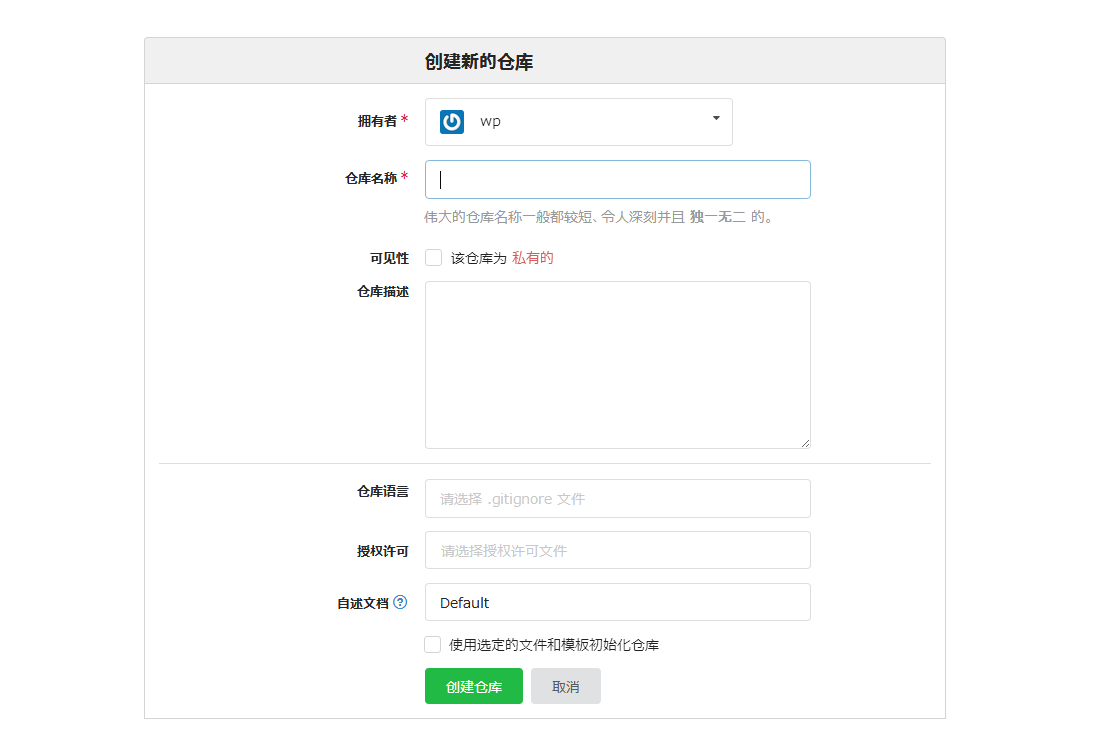 创建新的仓库
拥有者*
wp
仓库名称*
伟大的仓库名称一般都较短、令人深刻并且 独一无二 的。
可见性
该仓库为 私有的
仓库描述
仓库语言
请选择 .gitignore 文件
授权许可
请选择授权许可文件
自述文档 ?
Default
使用选定的文件和模板初始化仓库
创建仓库 取消